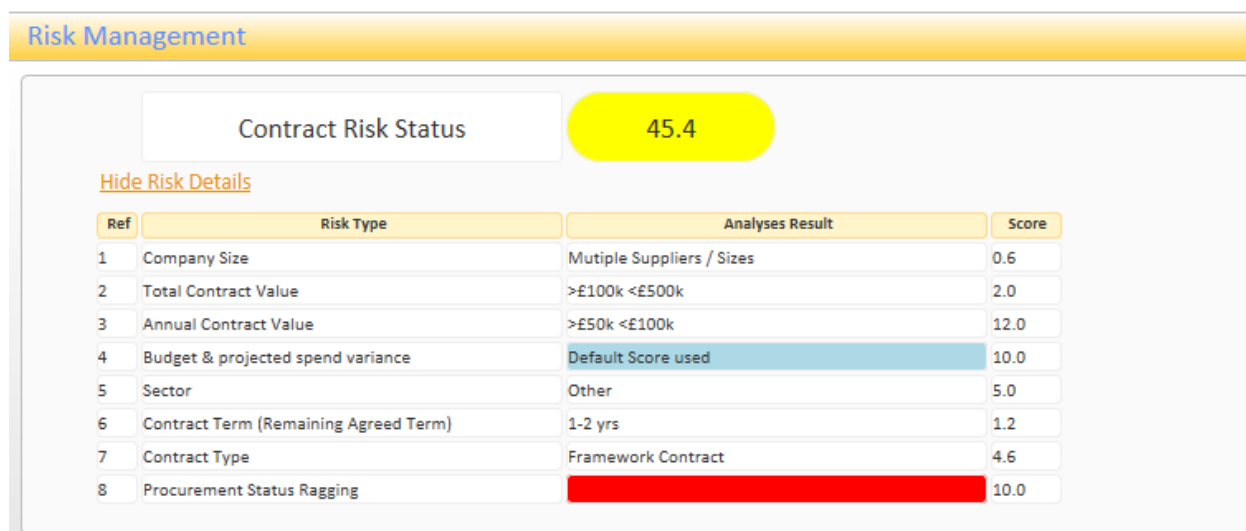 Risk Management
Contract Risk Status 45.4
Hide Risk Details
Ref Risk Type Analyses Result Score
1 Company Size Mutiple Suppliers / Sizes 0.6
2 Total Contract Value >£100k <£500k 2.0
3 Annual Contract Value >£50k <£100k 12.0
4 Budget & projected spend variance Default Score used 10.0
5 Sector Other 5.0
6 Contract Term (Remaining Agreed Term) 1-2 yrs 1.2
7 Contract Type Framework Contract 4.6
8 Procurement Status Ragging 10.0